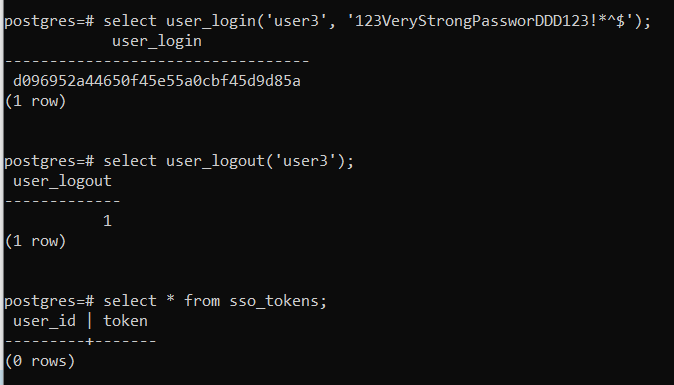 postgres=# select user_login('user3', '123VeryStrongPassworDDD123!*^$');
user_login
----------------------------------
d096952a44650f45e55a0cbf45d9d85a
(1 row)
postgres=# select user_logout('user3');
user_logout
-------------
1
(1 row)
postgres=# select * from sso_tokens;
user_id | token
---------+-------
(0 rows)